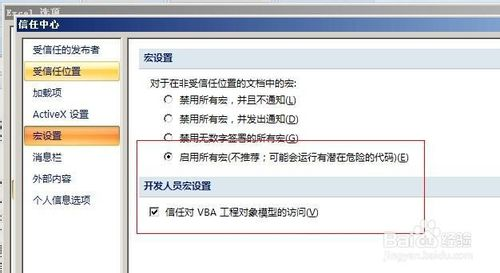 Excel 选项
信任中心
受信任的发布者
受信任位置
加载项
ActiveX 设置
宏设置
消息栏
外部内容
个人信息选项
宏设置
对于在非受信任位置的文档中的宏:
禁用所有宏，并且不通知(L)
禁用所有宏，并发出通知(D)
禁用无数字签署的所有宏(G)
启用所有宏(不推荐；可能会运行有潜在危险的代码)(E)
开发人员宏设置
信任对 VBA 工程对象模型的访问(V)
Baidu 经验
jingyan.baidu.com